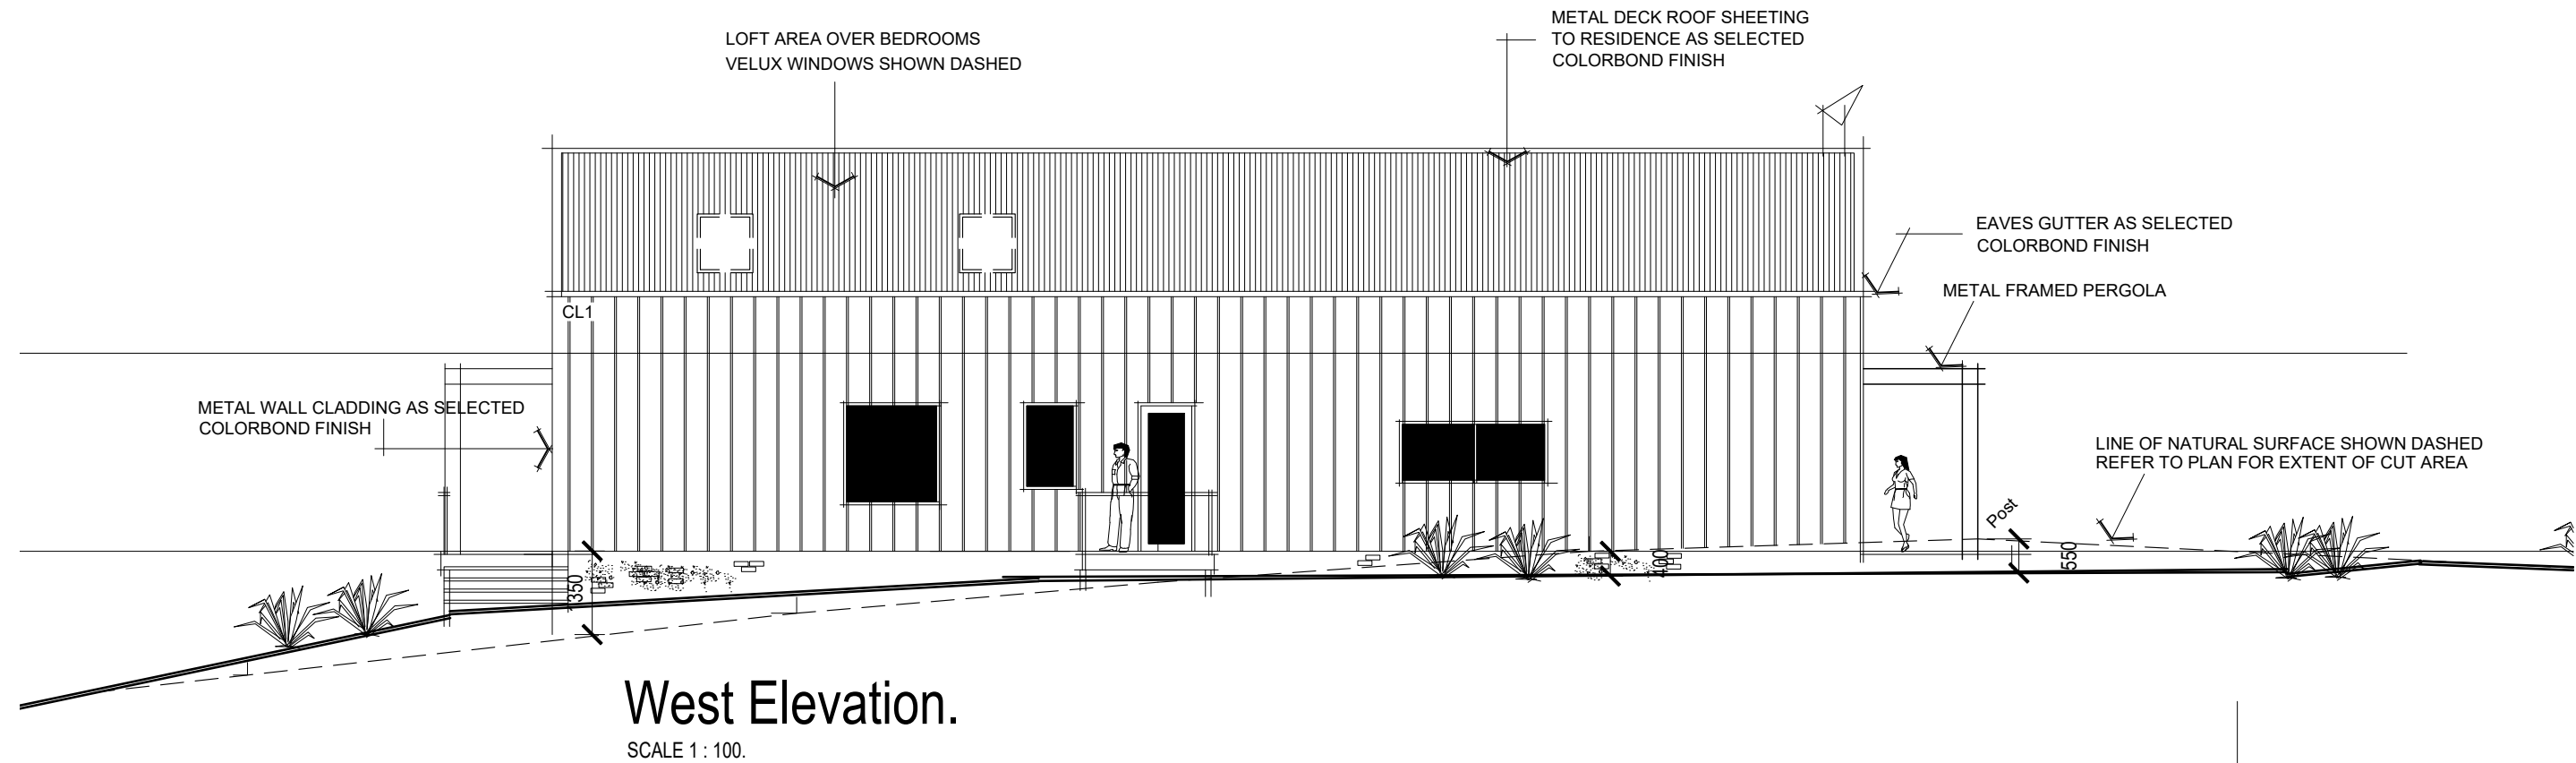 METAL DECK ROOF SHEETING
TO RESIDENCE AS SELECTED
COLORBOND FINISH
LOFT AREA OVER BEDROOMS
VELUX WINDOWS SHOWN DASHED
EAVES GUTTER AS SELECTED
COLORBOND FINISH
METAL FRAMED PERGOLA
CL1
METAL WALL CLADDING AS SELECTED
COLORBOND FINISH
LINE OF NATURAL SURFACE SHOWN DASHED
REFER TO PLAN FOR EXTENT OF CUT AREA
Post
400
550
West Elevation.
SCALE 1 : 100.